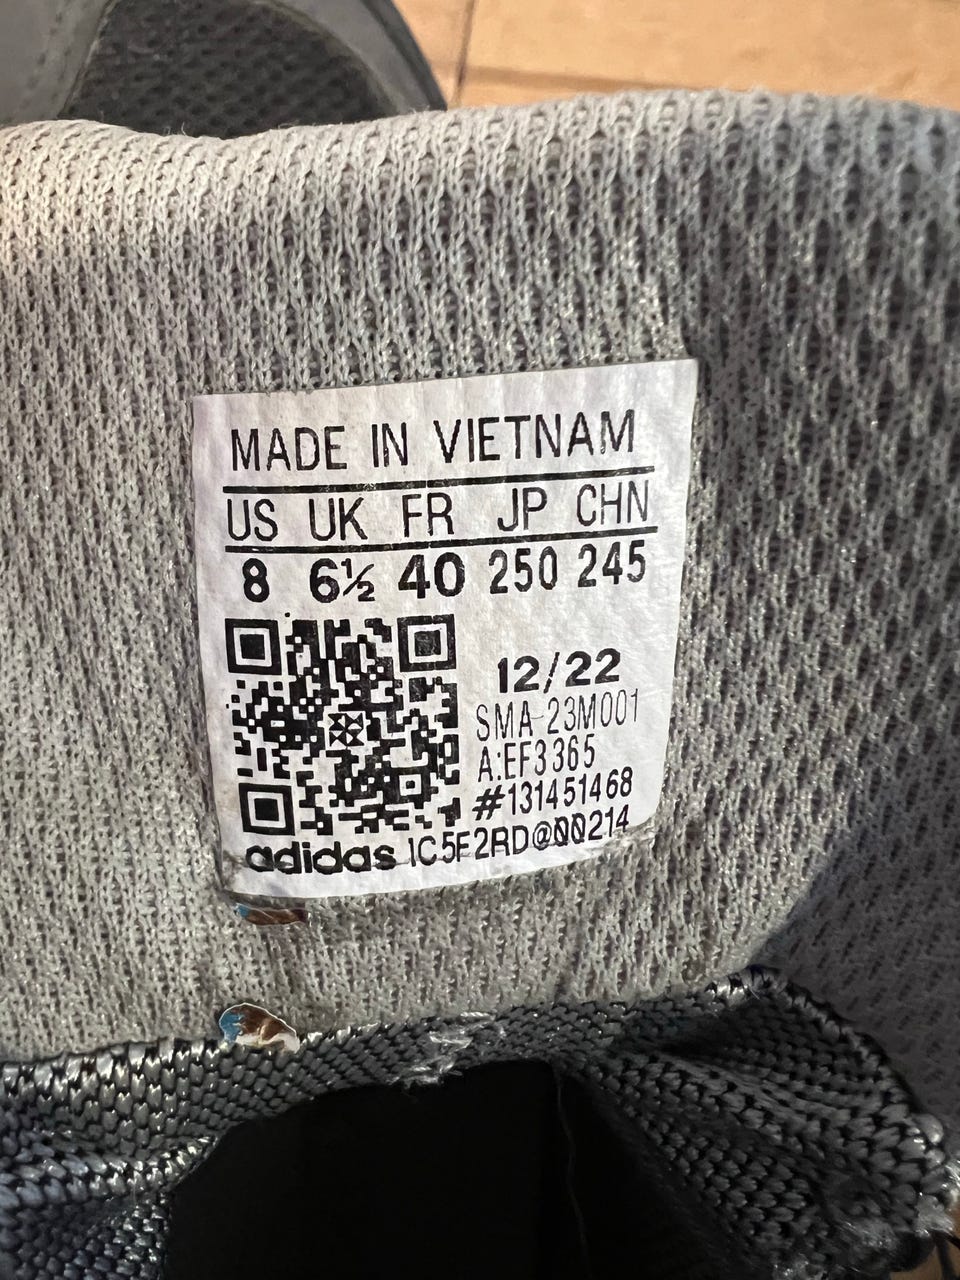 MADE IN VIETNAM
US UK FR JP CHN
8 6½ 40 250 245
12/22
SMA-23M001
A:EF3365
#131451468
adidas 1C5F2RD@00214